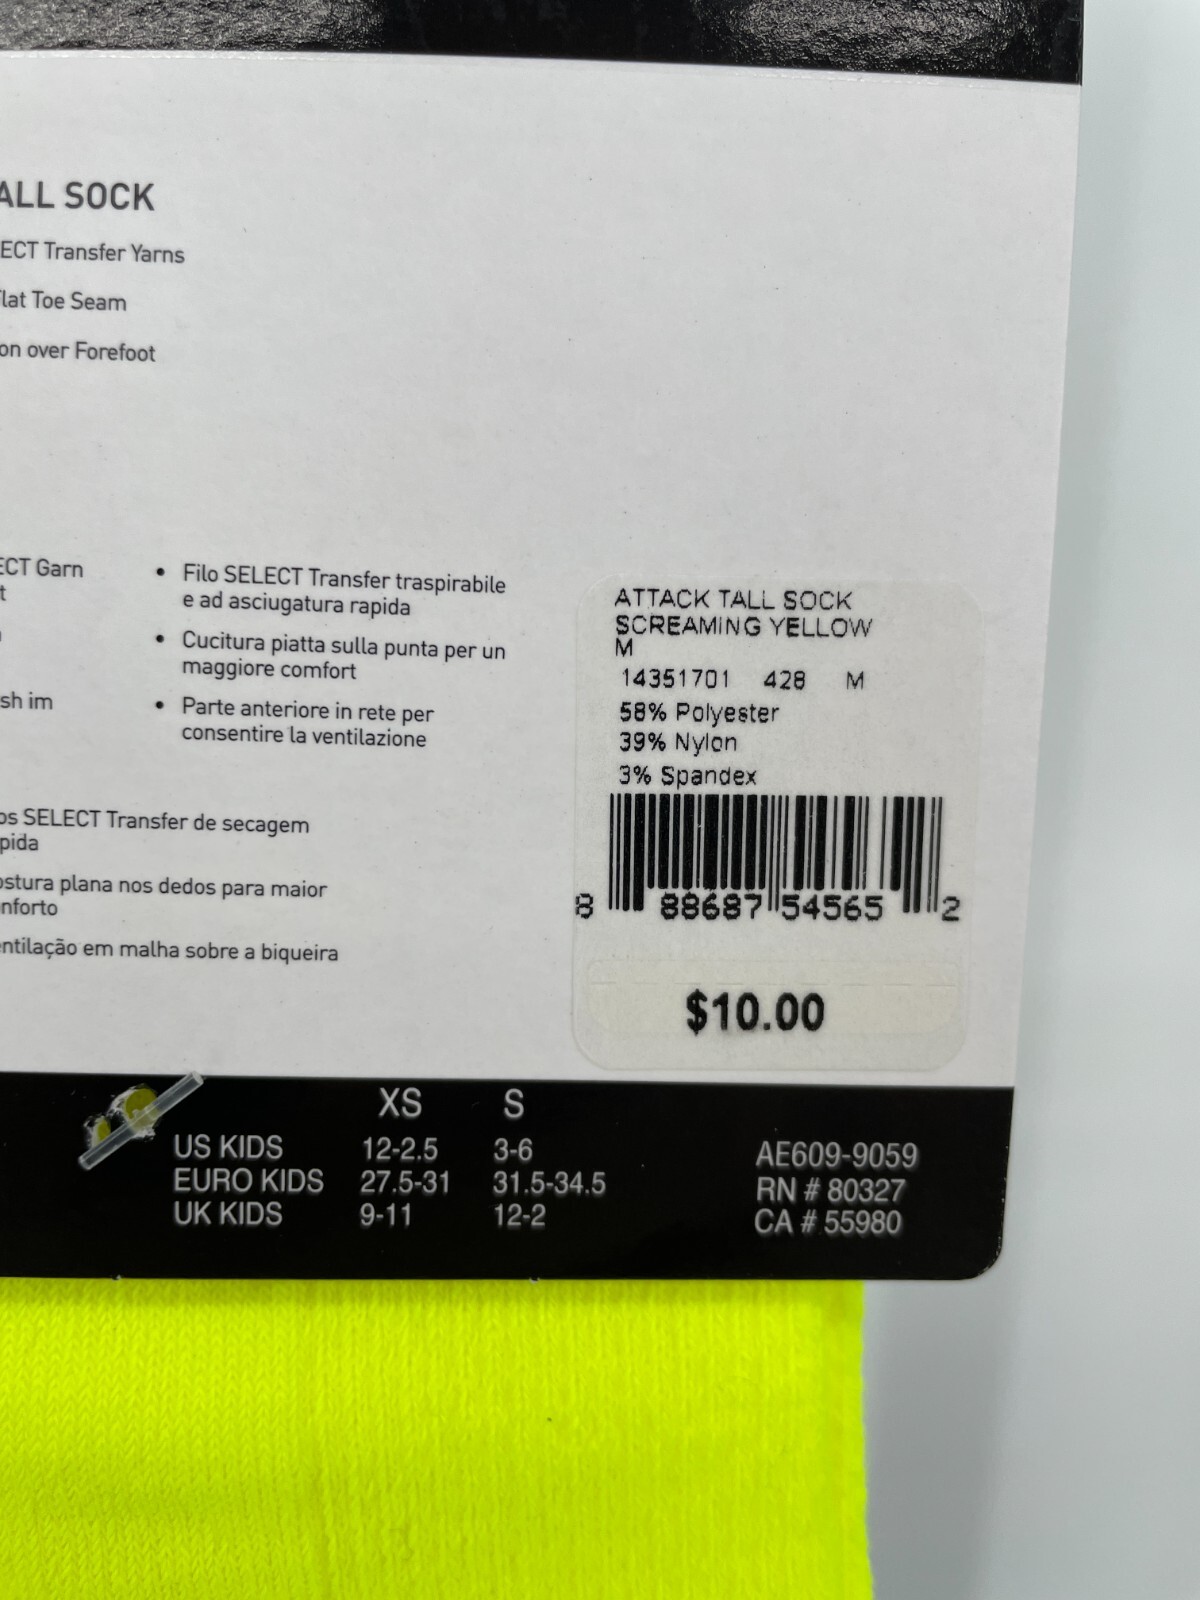 ALL SOCK
ECT Transfer Yarns
Flat Toe Seam
on over Forefoot
ECT Garn
t
sh im
• Filo SELECT Transfer traspirabile
e ad asciugatura rapida
• Cucitura piatta sulla punta per un
maggiore comfort
• Parte anteriore in rete per
consentire la ventilazione
os SELECT Transfer de secagem
pida
ostura plana nos dedos para maior
nforto
entilação em malha sobre a biqueira
ATTACK TALL SOCK
SCREAMING YELLOW
M
14351701 428 M
58% Polyester
39% Nylon
3% Spandex
8 88687 54565 2
$10.00
XS S
US KIDS 12-2.5 3-6
EURO KIDS 27.5-31 31.5-34.5
UK KIDS 9-11 12-2
AE609-9059
RN # 80327
CA # 55980